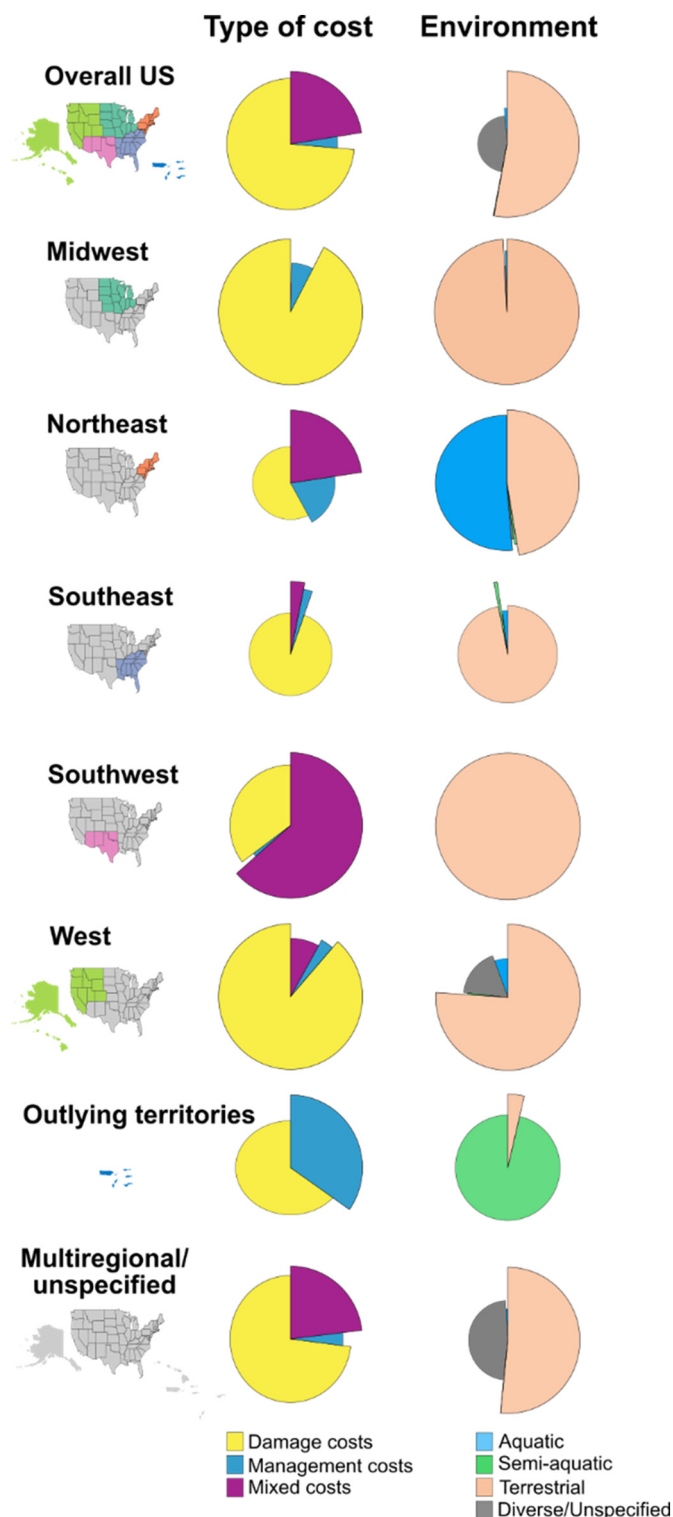 Type of cost
Environment
Overall US
Midwest
Northeast
Southeast
Southwest
West
Outlying territories
Multiregional/
unspecified
Damage costs
Management costs
Mixed costs
Aquatic
Semi-aquatic
Terrestrial
Diverse/Unspecified